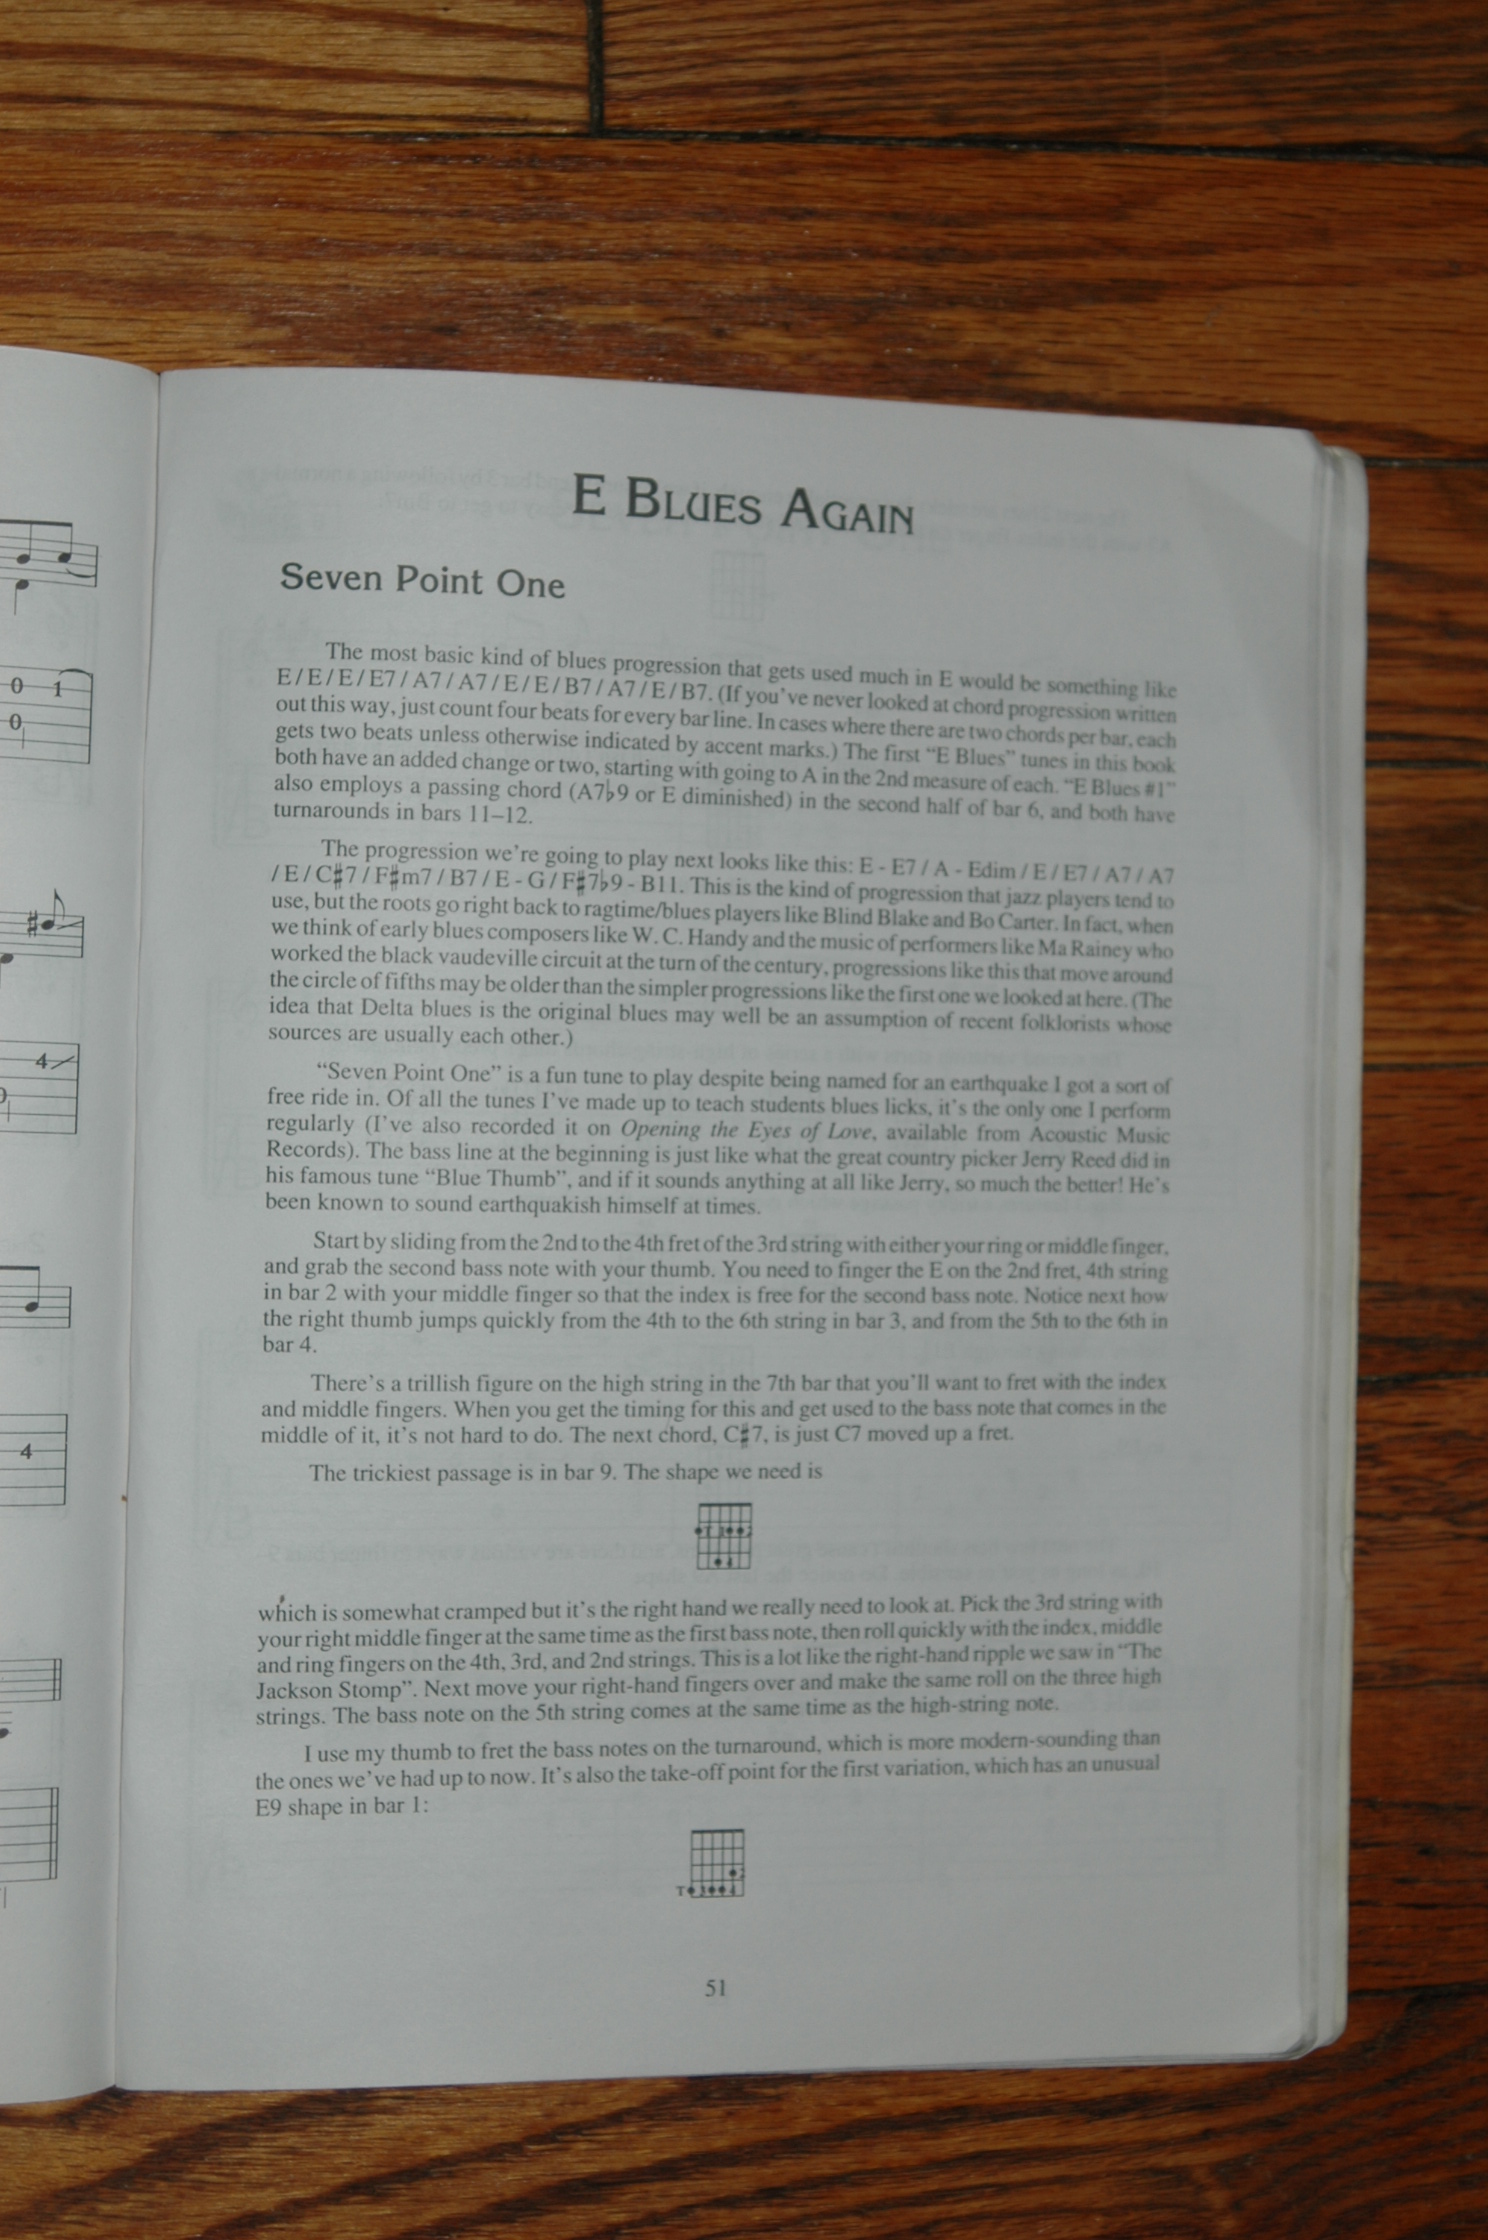 E BLUES AGAIN
Seven Point One
The most basic kind of blues progression that gets used much in E would be something like
E / E / E / E7 / A7 / A7 / E / E / B7 / A7 / E / B7. (If you've never looked at chord progression written
out this way, just count four beats for every bar line. In cases where there are two chords per bar, each
gets two beats unless otherwise indicated by accent marks.) The first “E Blues” tunes in this book
both have an added change or two, starting with going to A in the 2nd measure of each. “E Blues #1”
also employs a passing chord (A7♭9 or E diminished) in the second half of bar 6, and both have
turnarounds in bars 11–12.
The progression we're going to play next looks like this: E - E7 / A - Edim / E / E7 / A7 / A7
/ E / C♯7 / F♯m7 / B7 / E - G / F♯7♭9 - B11. This is the kind of progression that jazz players tend to
use, but the roots go right back to ragtime/blues players like Blind Blake and Bo Carter. In fact, when
we think of early blues composers like W. C. Handy and the music of performers like Ma Rainey who
worked the black vaudeville circuit at the turn of the century, progressions like this that move around
the circle of fifths may be older than the simpler progressions like the first one we looked at here. (The
idea that Delta blues is the original blues may well be an assumption of recent folklorists whose
sources are usually each other.)
“Seven Point One” is a fun tune to play despite being named for an earthquake I got a sort of
free ride in. Of all the tunes I've made up to teach students blues licks, it's the only one I perform
regularly (I've also recorded it on Opening the Eyes of Love, available from Acoustic Music
Records). The bass line at the beginning is just like what the great country picker Jerry Reed did in
his famous tune “Blue Thumb”, and if it sounds anything at all like Jerry, so much the better! He's
been known to sound earthquakish himself at times.
Start by sliding from the 2nd to the 4th fret of the 3rd string with either your ring or middle finger,
and grab the second bass note with your thumb. You need to finger the E on the 2nd fret, 4th string
in bar 2 with your middle finger so that the index is free for the second bass note. Notice next how
the right thumb jumps quickly from the 4th to the 6th string in bar 3, and from the 5th to the 6th in
bar 4.
There's a trillish figure on the high string in the 7th bar that you'll want to fret with the index
and middle fingers. When you get the timing for this and get used to the bass note that comes in the
middle of it, it's not hard to do. The next chord, C♯7, is just C7 moved up a fret.
The trickiest passage is in bar 9. The shape we need is
which is somewhat cramped but it's the right hand we really need to look at. Pick the 3rd string with
your right middle finger at the same time as the first bass note, then roll quickly with the index, middle
and ring fingers on the 4th, 3rd, and 2nd strings. This is a lot like the right-hand ripple we saw in “The
Jackson Stomp”. Next move your right-hand fingers over and make the same roll on the three high
strings. The bass note on the 5th string comes at the same time as the high-string note.
I use my thumb to fret the bass notes on the turnaround, which is more modern-sounding than
the ones we've had up to now. It's also the take-off point for the first variation, which has an unusual
E9 shape in bar 1:
51
0 1
0
4
4